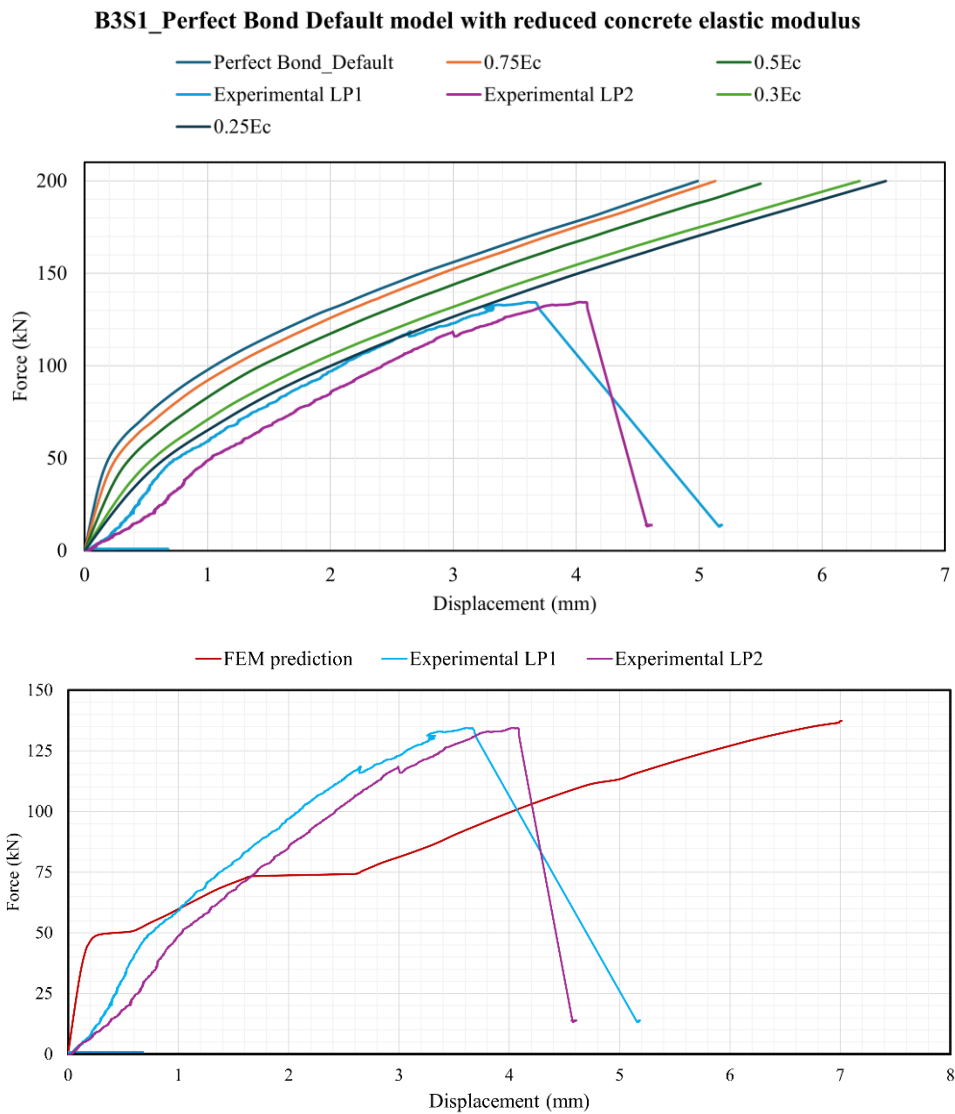 B3S1_Perfect Bond Default model with reduced concrete elastic modulus
Perfect Bond_Default 0.75Ec 0.5Ec
Experimental LP1 Experimental LP2 0.3Ec
0.25Ec
200
150
100
50
0
Force (kN)
0 1 2 3 4 5 6 7
Displacement (mm)
FEM prediction Experimental LP1 Experimental LP2
150
125
100
75
50
25
0
Force (kN)
0 1 2 3 4 5 6 7 8
Displacement (mm)